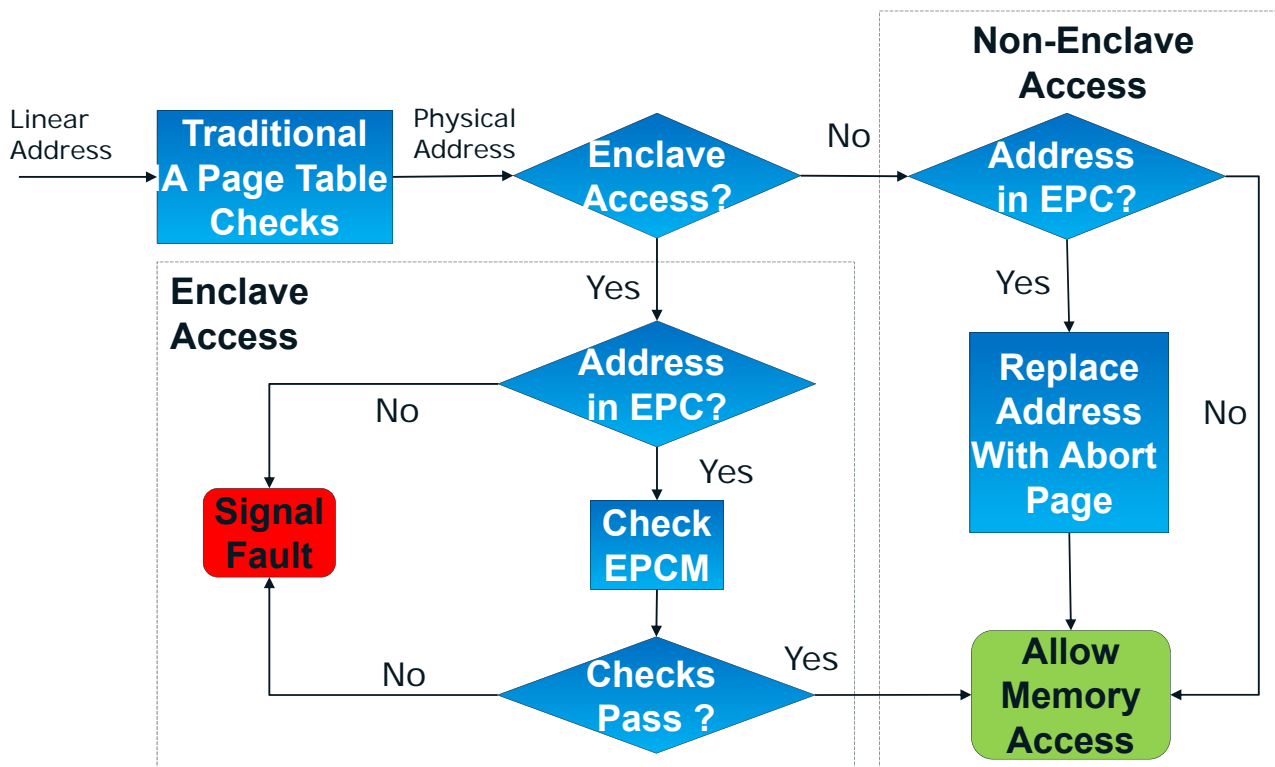 Linear
Address
Traditional
IA Page Table
Checks
Physical
Address
Enclave
Access?
No
Non-Enclave
Access
Address
in EPC?
Yes
No
Replace
Address
With Abort
Page
Enclave
Access
Yes
Address
in EPC?
No
Yes
Signal
Fault
Check
EPCM
No
Checks
Pass ?
Yes
Allow
Memory
Access